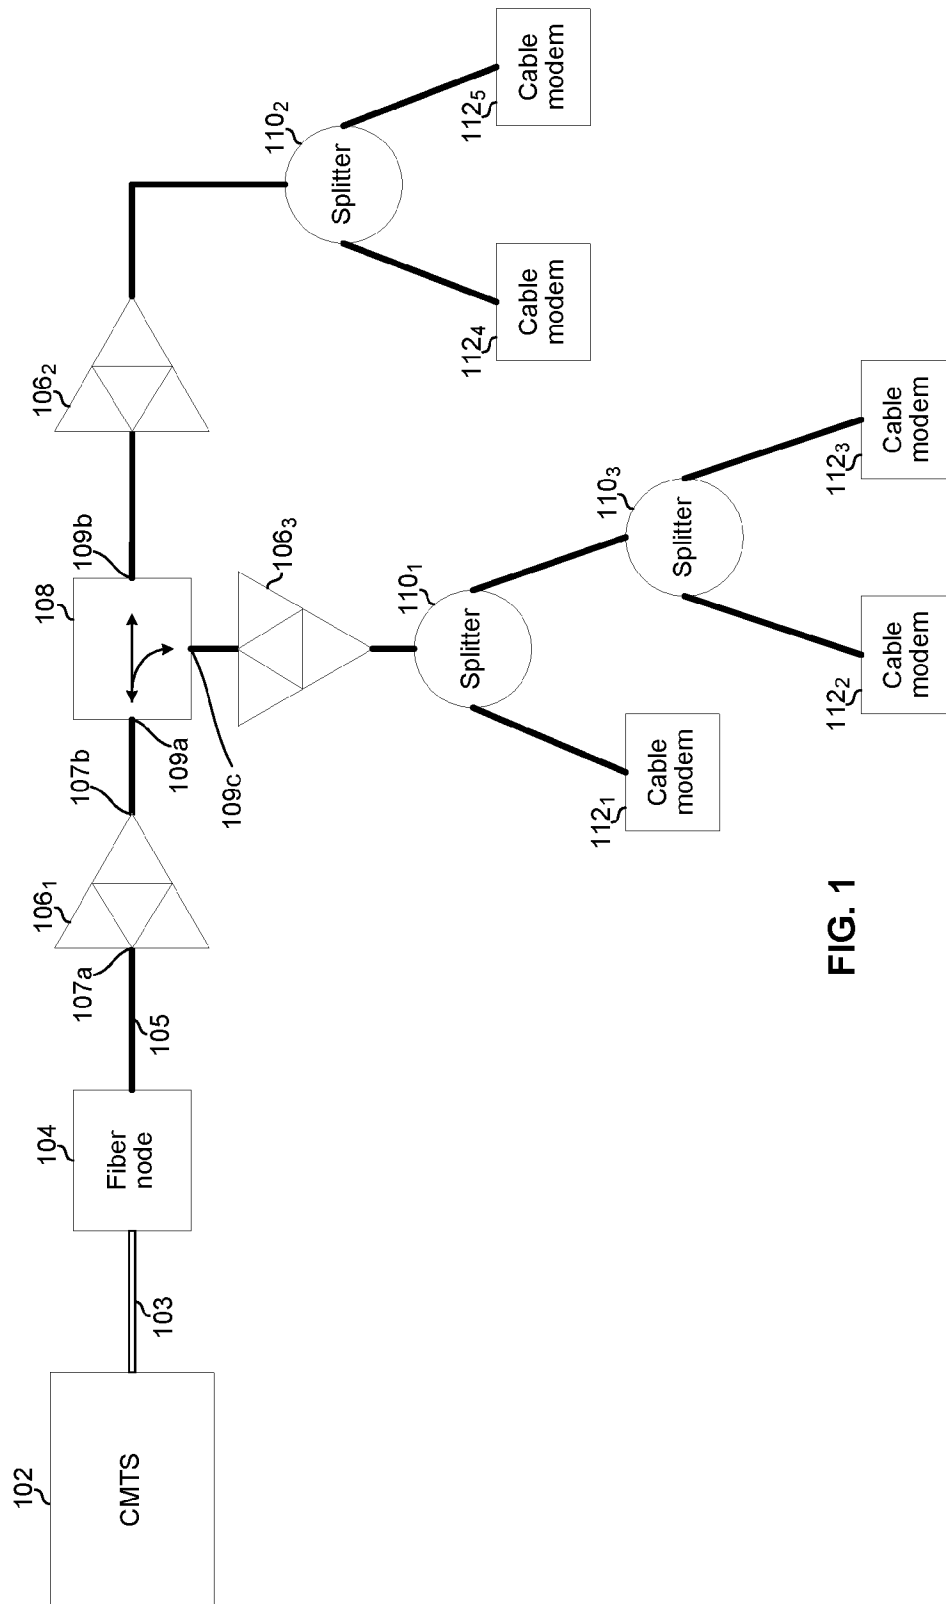 102
CMTS
103
104
Fiber
node
105
107a
106₁
107b
109a
108
109b
109c
106₂
106₃
110₂
Splitter
112₄
Cable
modem
112₅
Cable
modem
110₁
Splitter
110₃
Splitter
112₁
Cable
modem
112₂
Cable
modem
112₃
Cable
modem
FIG. 1